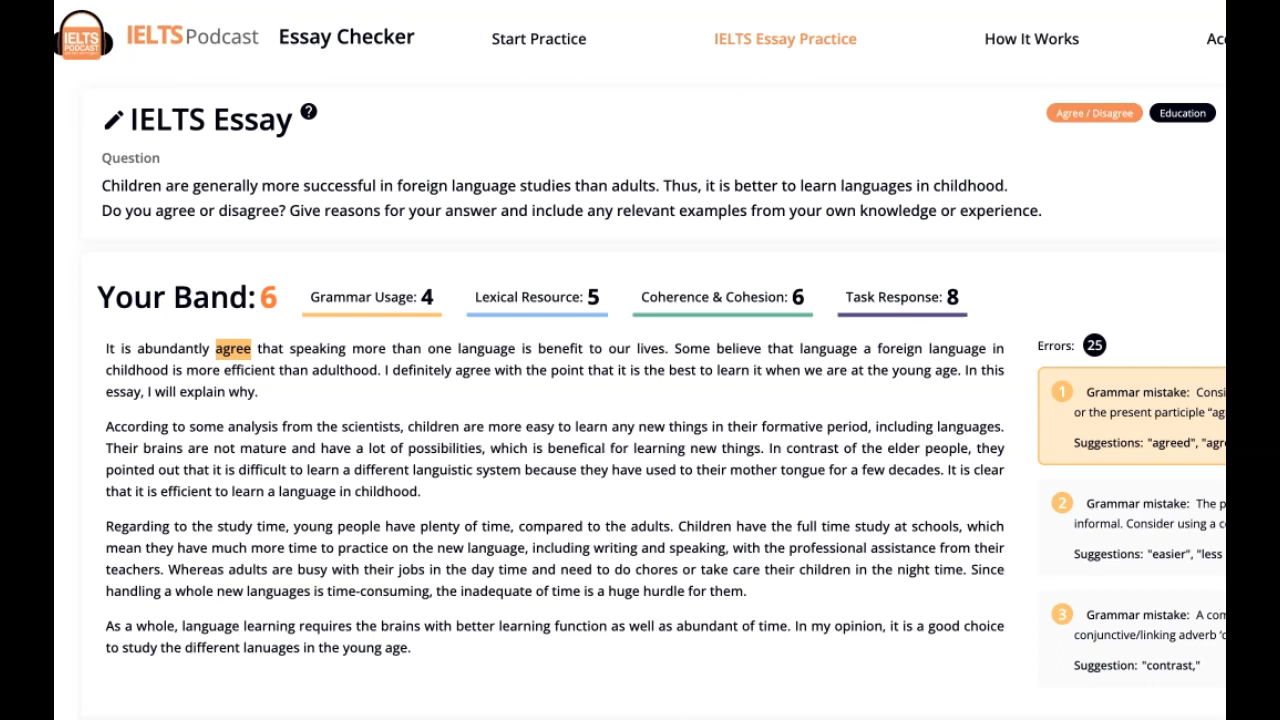 IELTS PODCAST
IELTSPodcast Essay Checker Start Practice IELTS Essay Practice How It Works Acc
IELTS Essay ?
Agree / Disagree Education
Question
Children are generally more successful in foreign language studies than adults. Thus, it is better to learn languages in childhood.
Do you agree or disagree? Give reasons for your answer and include any relevant examples from your own knowledge or experience.
Your Band: 6 Grammar Usage: 4 Lexical Resource: 5 Coherence & Cohesion: 6 Task Response: 8
It is abundantly agree that speaking more than one language is benefit to our lives. Some believe that language a foreign language in
childhood is more efficient than adulthood. I definitely agree with the point that it is the best to learn it when we are at the young age. In this
essay, I will explain why.
According to some analysis from the scientists, children are more easy to learn any new things in their formative period, including languages.
Their brains are not mature and have a lot of possibilities, which is benefical for learning new things. In contrast of the elder people, they
pointed out that it is difficult to learn a different languistic system because they have used to their mother tongue for a few decades. It is clear
that it is efficient to learn a language in childhood.
Regarding to the study time, young people have plenty of time, compared to the adults. Children have the full time study at schools, which
mean they have much more time to practice on the new language, including writing and speaking, with the professional assistance from their
teachers. Whereas adults are busy with their jobs in the day time and need to do chores or take care their children in the night time. Since
handling a whole new languages is time-consuming, the inadequate of time is a huge hurdle for them.
As a whole, language learning requires the brains with better learning function as well as abundant of time. In my opinion, it is a good choice
to study the different lanuages in the young age.
Errors: 25
1 Grammar mistake: Consi
or the present participle “ag
Suggestions: "agreed", "agre
2 Grammar mistake: The p
informal. Consider using a c
Suggestions: "easier", "less
3 Grammar mistake: A com
conjunctive/linking adverb ‘c
Suggestion: "contrast,"